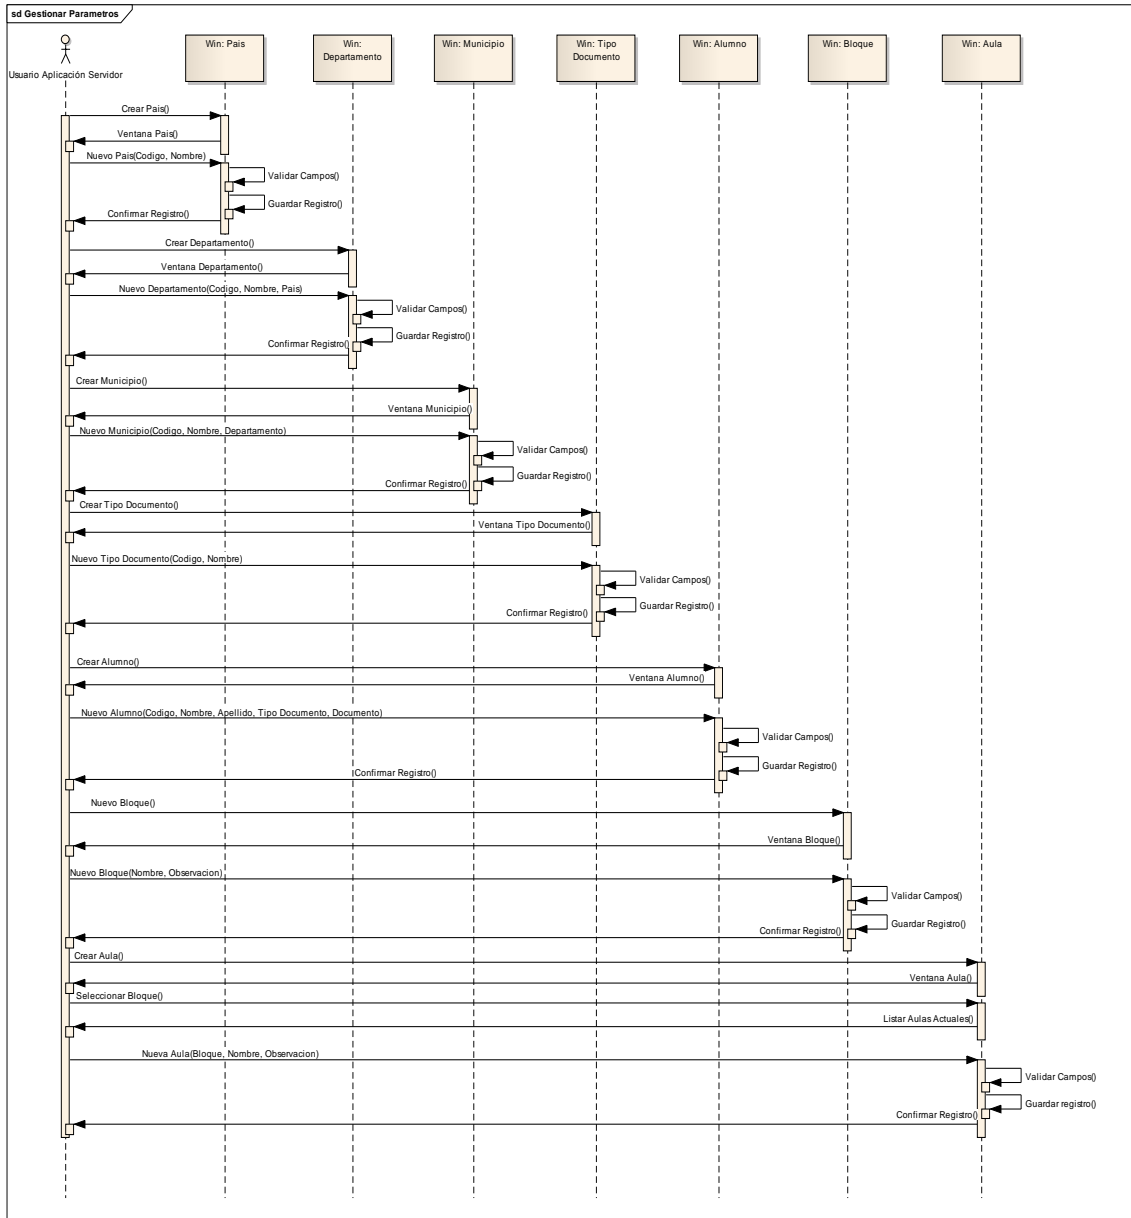 sd Gestionar Parametros
Usuario Aplicación Servidor
Win: Pais
Win:
Departamento
Win: Municipio
Win: Tipo
Documento
Win: Alumno
Win: Bloque
Win: Aula
Crear Pais()
Ventana Pais()
Nuevo Pais(Codigo, Nombre)
Validar Campos()
Guardar Registro()
Confirmar Registro()
Crear Departamento()
Ventana Departamento()
Nuevo Departamento(Codigo, Nombre, Pais)
Validar Campos()
Guardar Registro()
Confirmar Registro()
Crear Municipio()
Ventana Municipio()
Nuevo Municipio(Codigo, Nombre, Departamento)
Validar Campos()
Guardar Registro()
Confirmar Registro()
Crear Tipo Documento()
Ventana Tipo Documento()
Nuevo Tipo Documento(Codigo, Nombre)
Validar Campos()
Guardar Registro()
Confirmar Registro()
Crear Alumno()
Ventana Alumno()
Nuevo Alumno(Codigo, Nombre, Apellido, Tipo Documento, Documento)
Validar Campos()
Guardar Registro()
Confirmar Registro()
Nuevo Bloque()
Ventana Bloque()
Nuevo Bloque(Nombre, Observacion)
Validar Campos()
Guardar Registro()
Confirmar Registro()
Crear Aula()
Ventana Aula()
Seleccionar Bloque()
Listar Aulas Actuales()
Nueva Aula(Bloque, Nombre, Observacion)
Validar Campos()
Guardar registro()
Confirmar Registro()